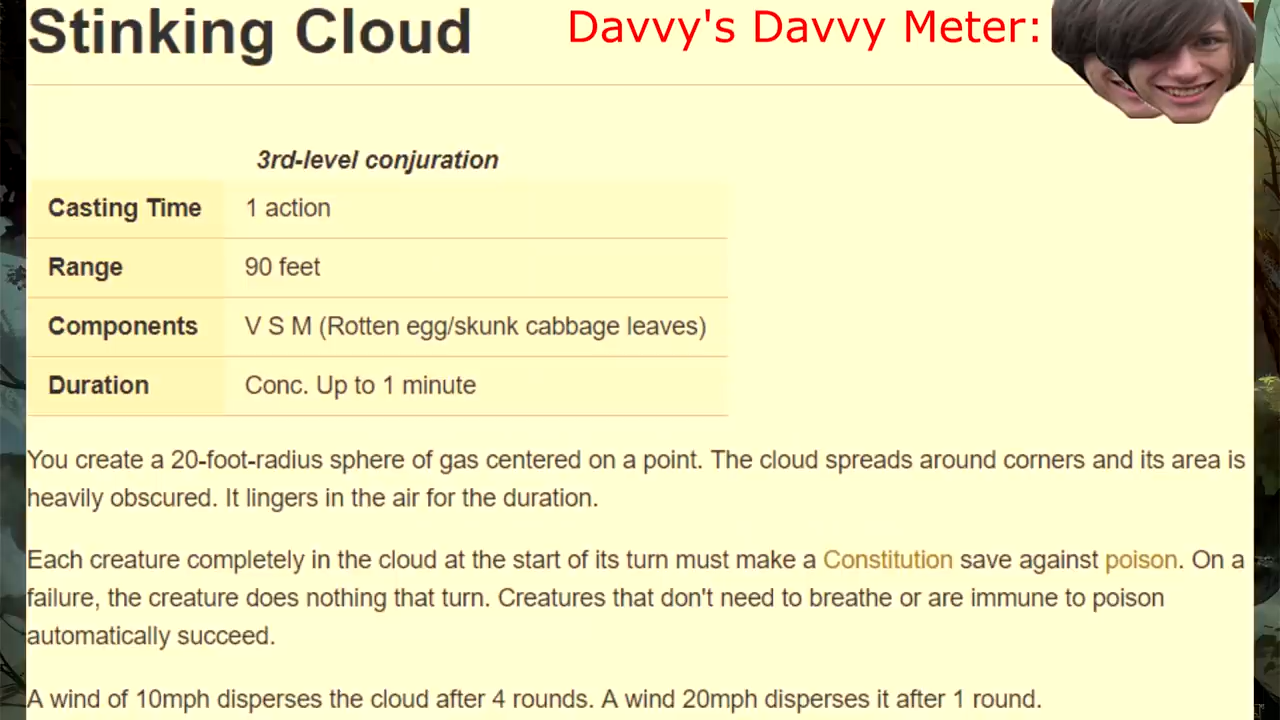 Stinking Cloud
Davvy's Davvy Meter:
3rd-level conjuration
Casting Time 1 action
Range 90 feet
Components V S M (Rotten egg/skunk cabbage leaves)
Duration Conc. Up to 1 minute
You create a 20-foot-radius sphere of gas centered on a point. The cloud spreads around corners and its area is
heavily obscured. It lingers in the air for the duration.
Each creature completely in the cloud at the start of its turn must make a Constitution save against poison. On a
failure, the creature does nothing that turn. Creatures that don't need to breathe or are immune to poison
automatically succeed.
A wind of 10mph disperses the cloud after 4 rounds. A wind 20mph disperses it after 1 round.